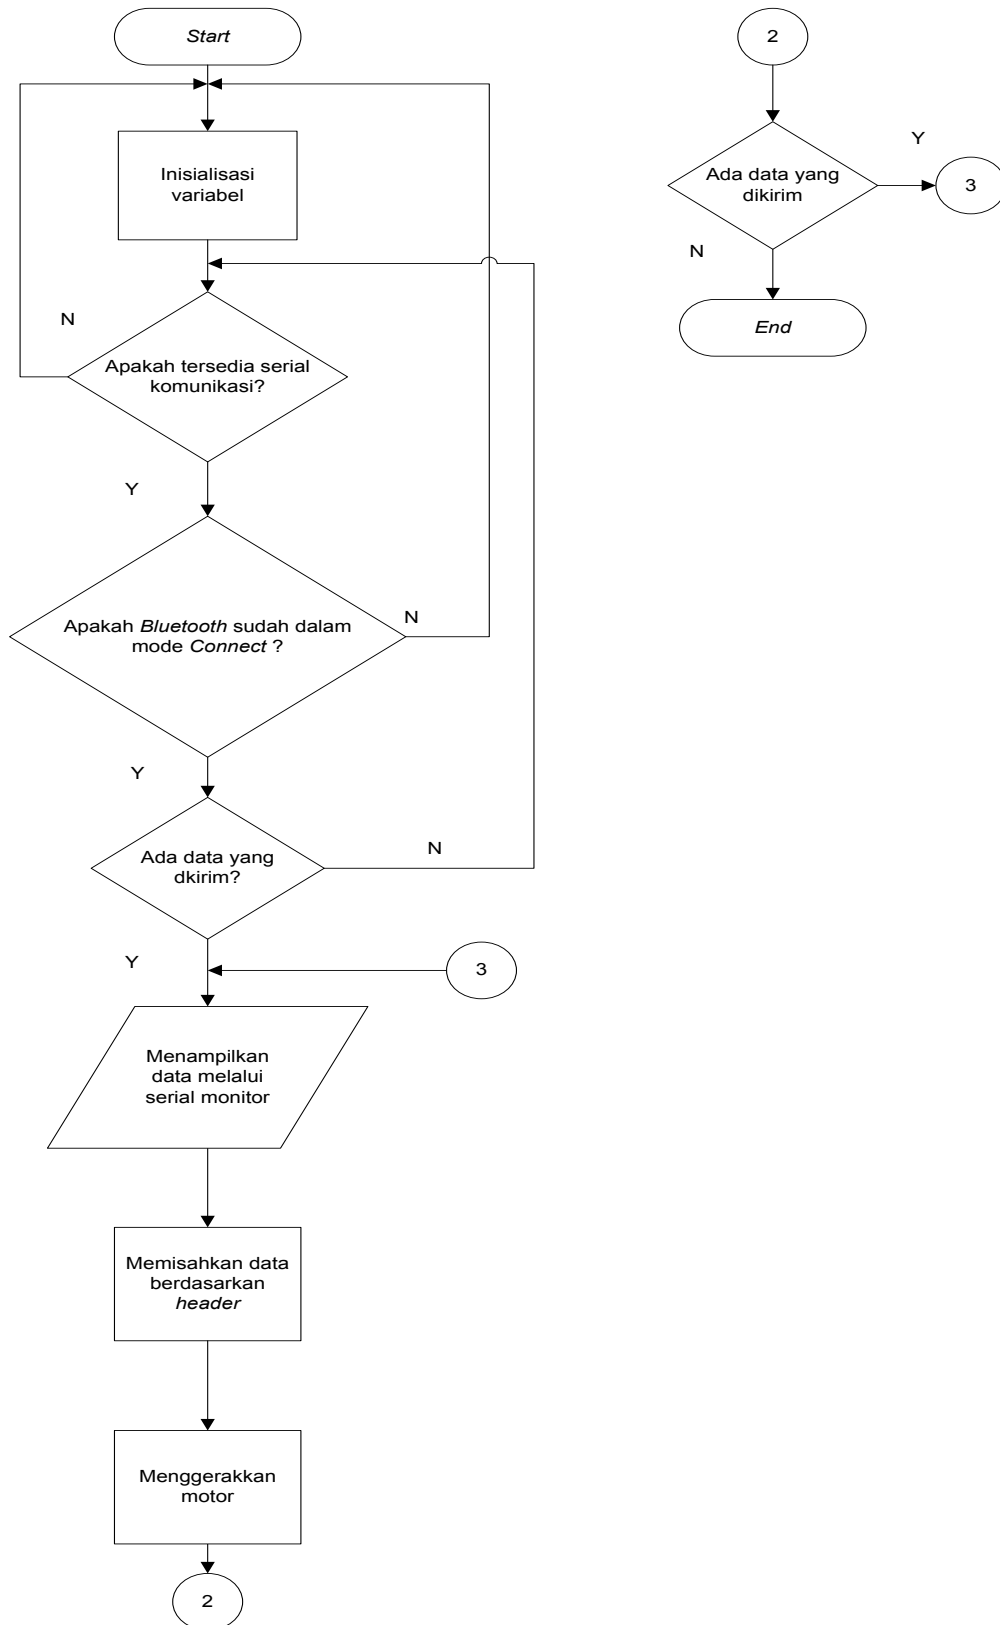 Start
Inisialisasi
variabel
N
Apakah tersedia serial
komunikasi?
Y
Apakah Bluetooth sudah dalam
mode Connect ?
N
Y
Ada data yang
dkirim?
N
Y
3
Menampilkan
data melalui
serial monitor
Memisahkan data
berdasarkan
header
Menggerakkan
motor
2
2
Ada data yang
dikirim
Y
3
N
End